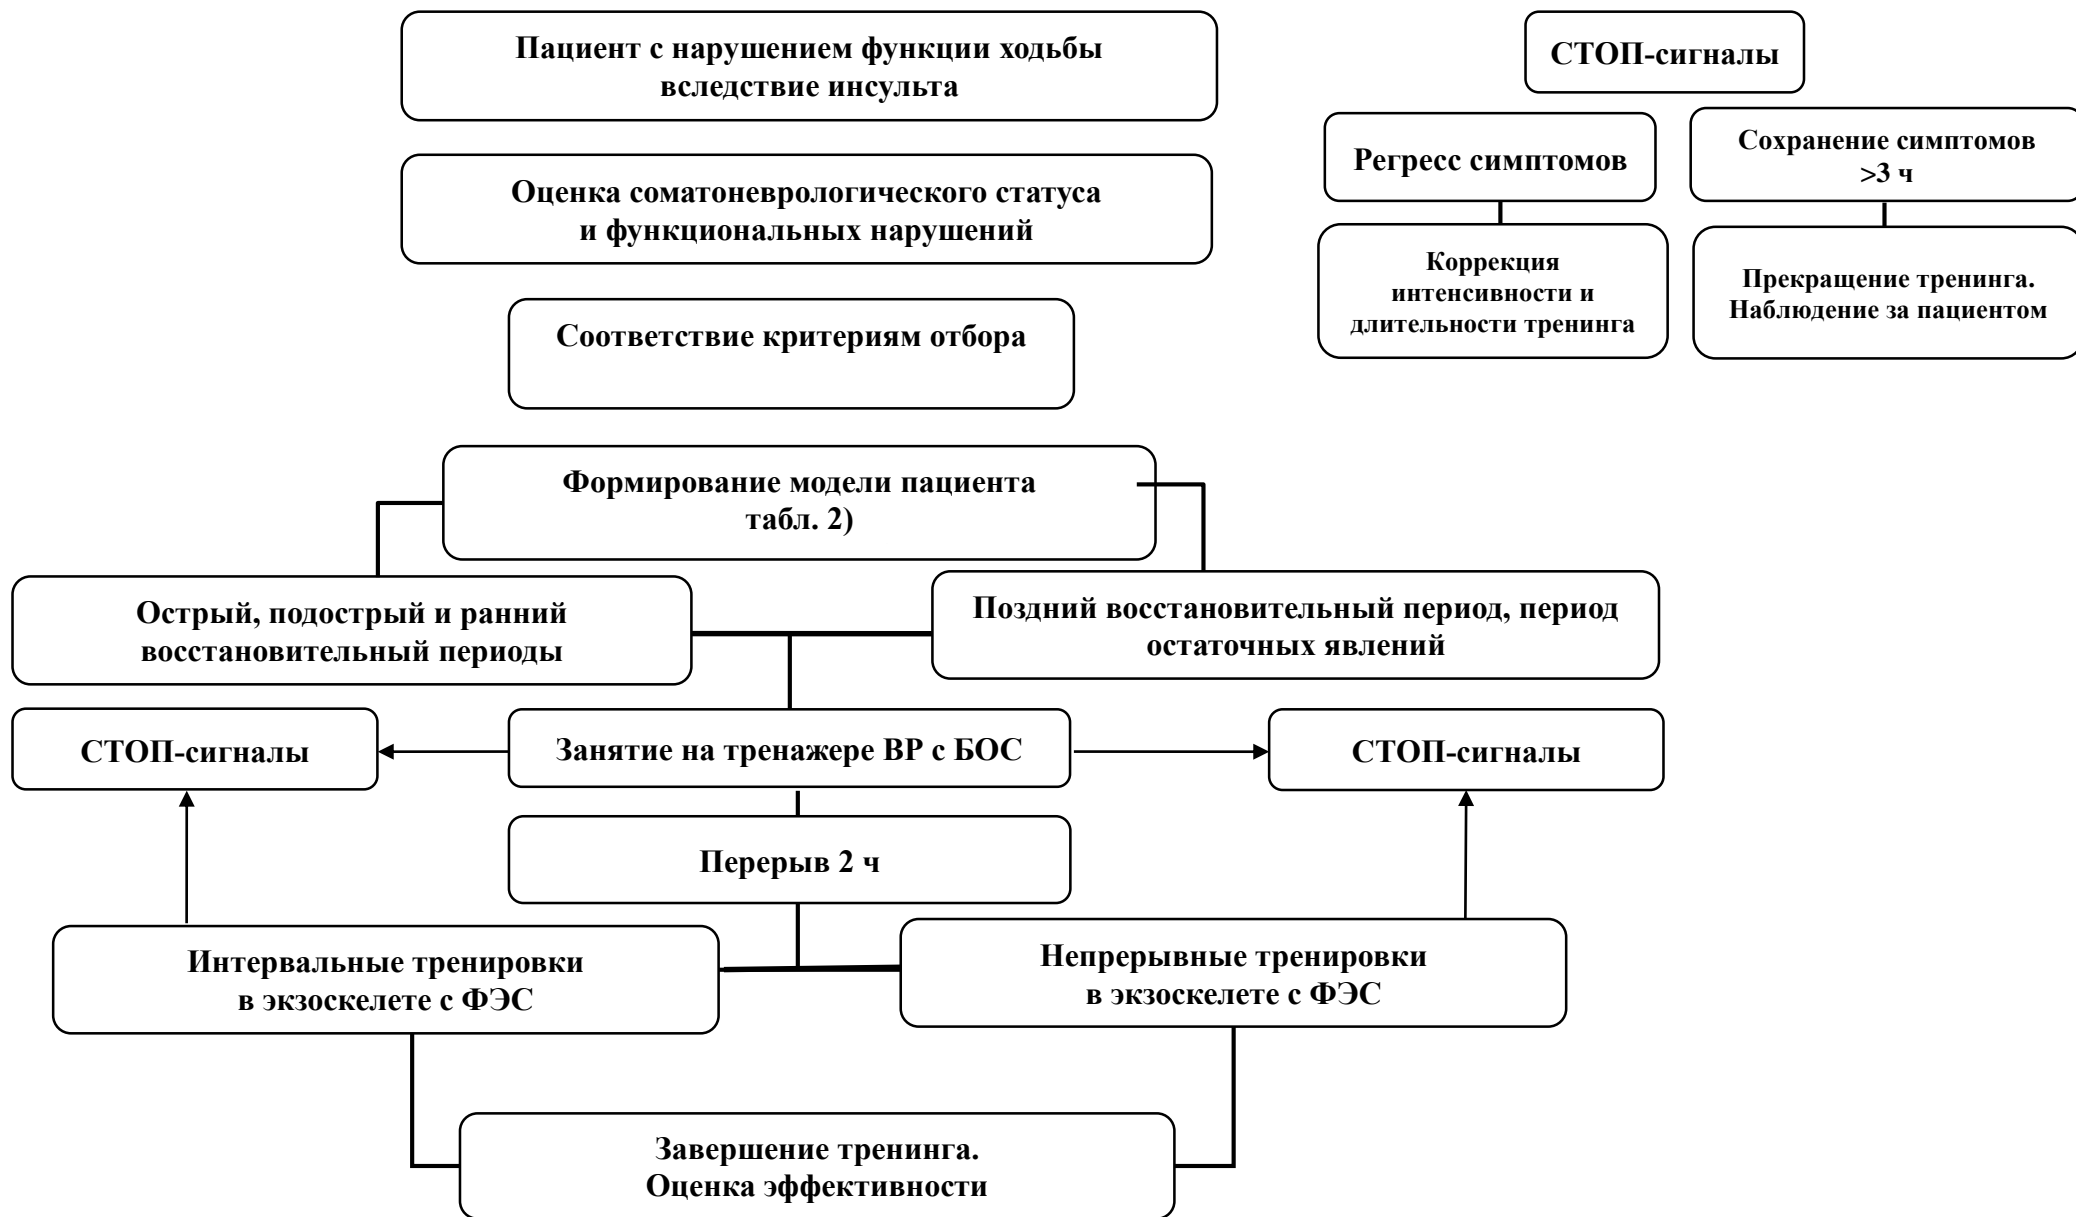 Пациент с нарушением функции ходьбы
вследствие инсульта
СТОП-сигналы
Регресс симптомов
Сохранение симптомов
>3 ч
Оценка соматоневрологического статуса
и функциональных нарушений
Коррекция
интенсивности и
длительности тренинга
Прекращение тренинга.
Наблюдение за пациентом
Соответствие критериям отбора
Формирование модели пациента
табл. 2)
Острый, подострый и ранний
восстановительный периоды
Поздний восстановительный период, период
остаточных явлений
СТОП-сигналы
Занятие на тренажере ВР с БОС
СТОП-сигналы
Перерыв 2 ч
Интервальные тренировки
в экзоскелете с ФЭС
Непрерывные тренировки
в экзоскелете с ФЭС
Завершение тренинга.
Оценка эффективности